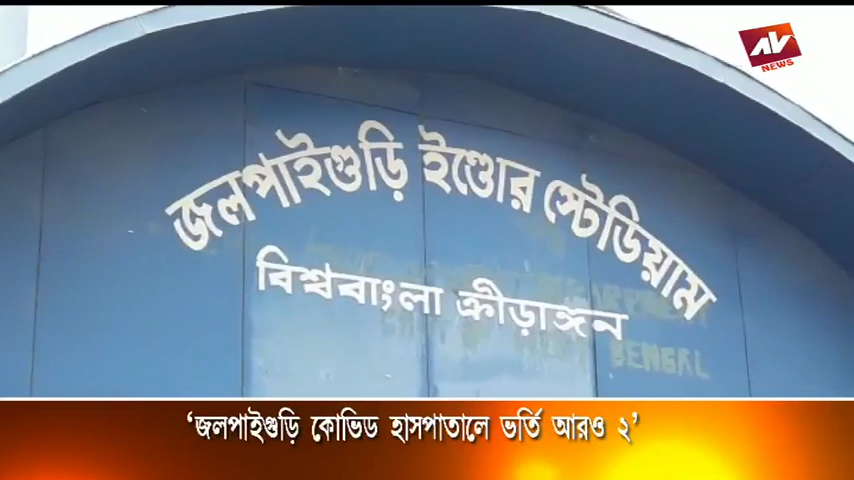 AV
NEWS
জলপাইগুড়ি ইণ্ডোর স্টেডিয়াম
বিশ্ববাংলা ক্রীড়াঙ্গন
BENGAL
‘জলপাইগুড়ি কোভিড হাসপাতালে ভর্তি আরও ২’